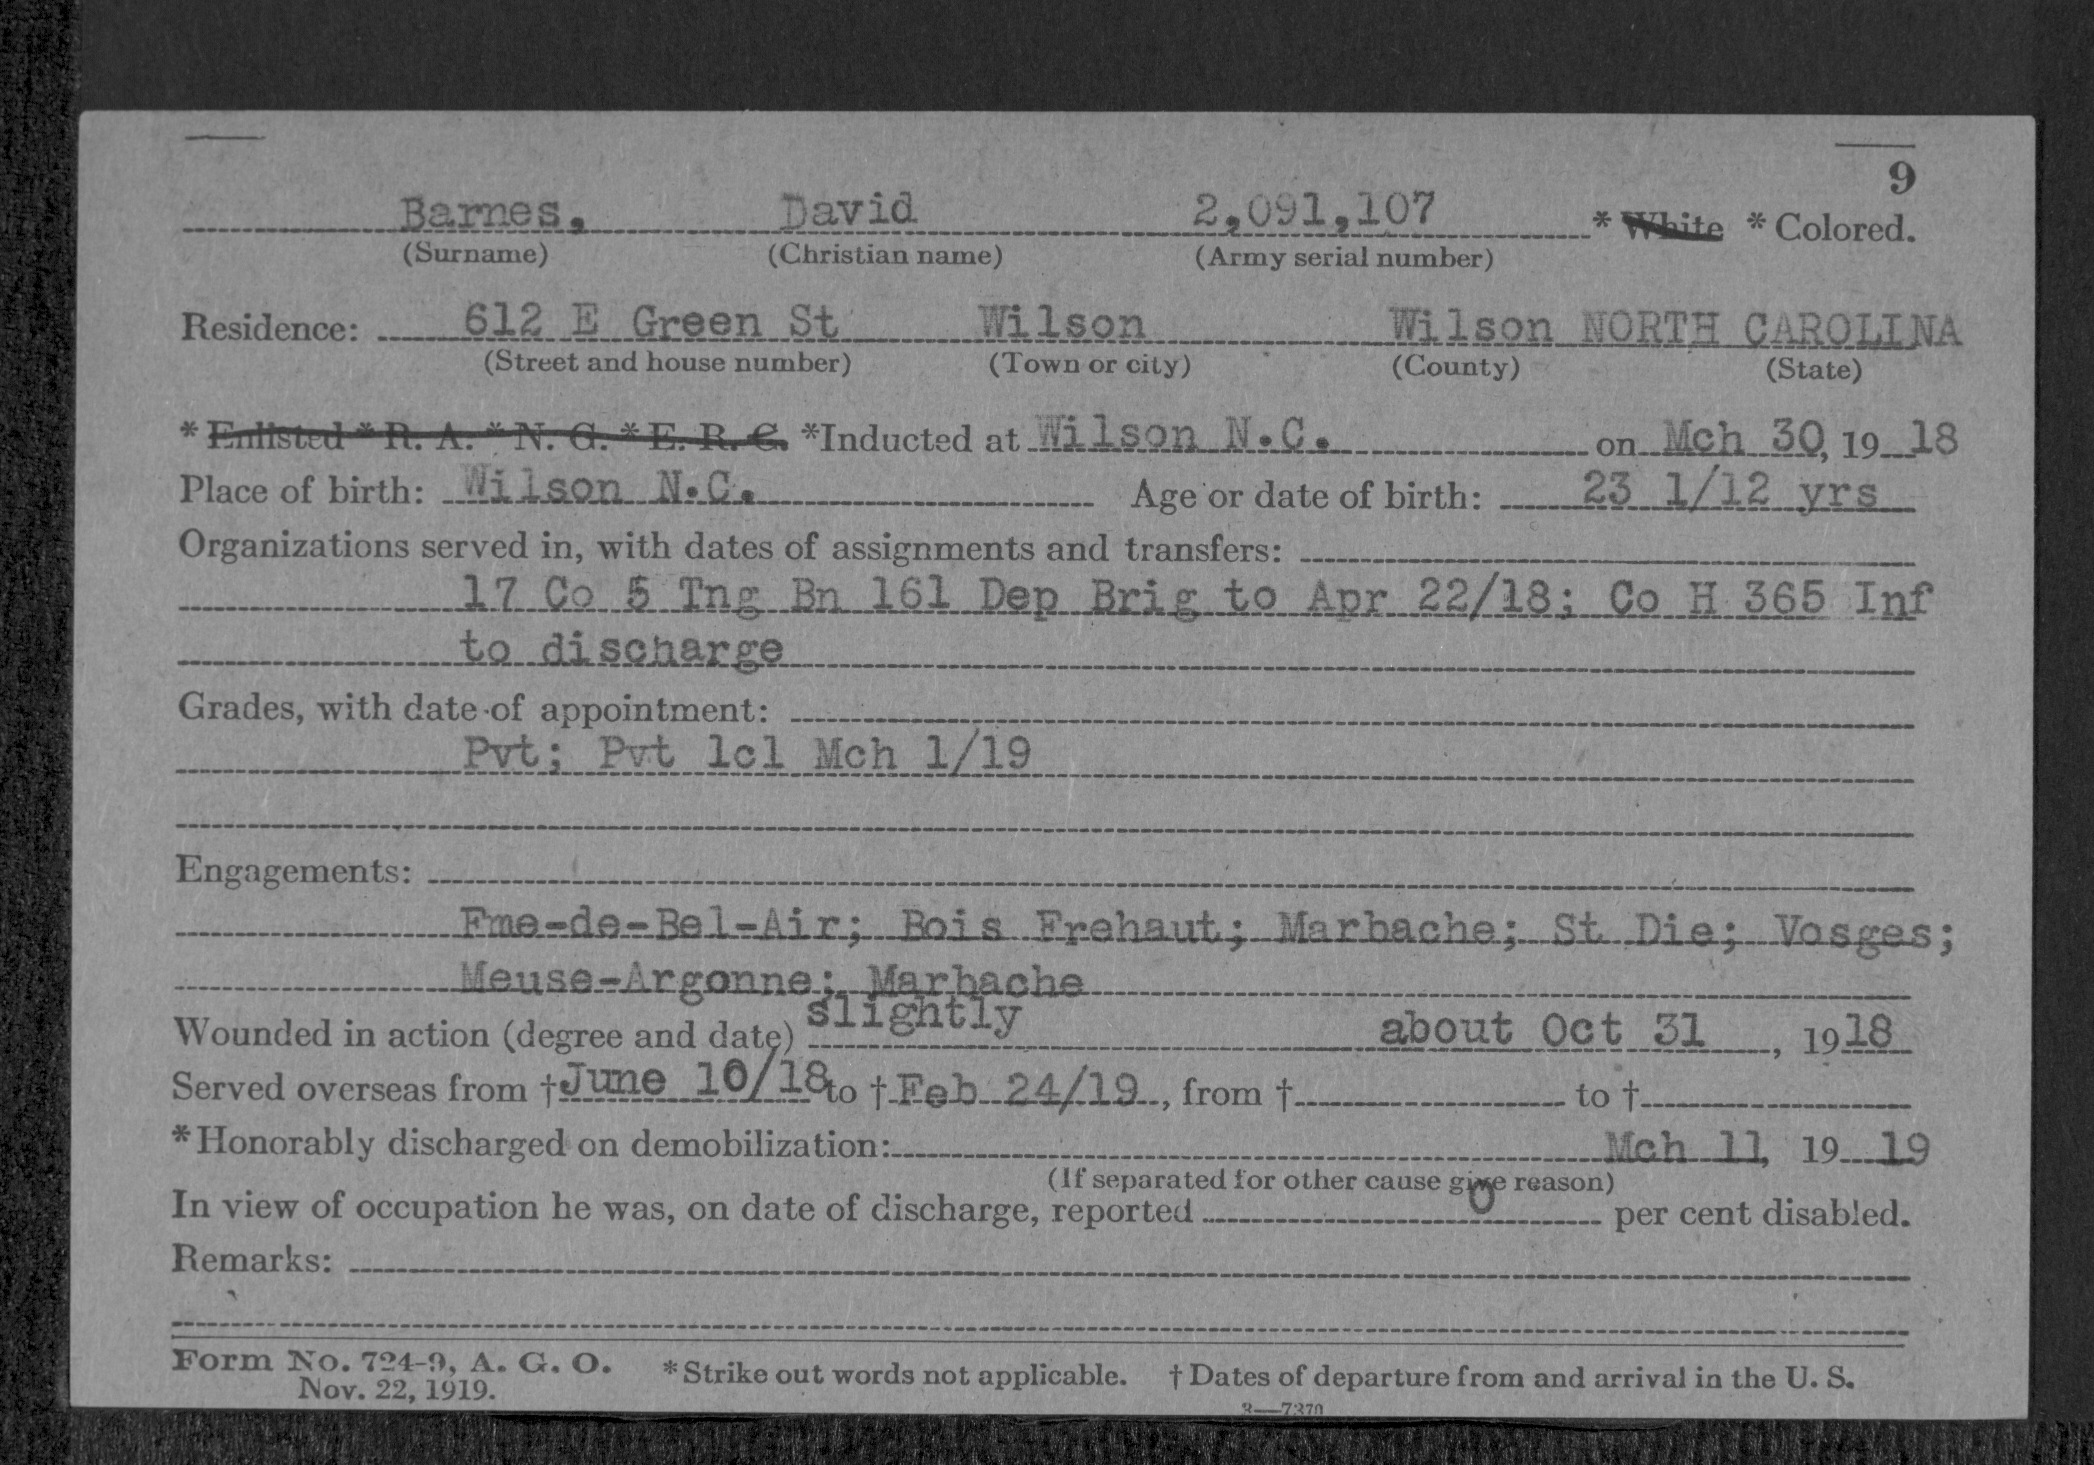 9
Barnes, David 2,091,107 * White * Colored.
(Surname) (Christian name) (Army serial number)
Residence: 612 E Green St Wilson Wilson NORTH CAROLINA
(Street and house number) (Town or city) (County) (State)
* Enlisted * R. A. * N. G. * E. R. C. *Inducted at Wilson N.C. on Mch 30, 19 18
Place of birth: Wilson N.C. Age or date of birth: 23 1/12 yrs
Organizations served in, with dates of assignments and transfers:
17 Co 5 Tng Bn 161 Dep Brig to Apr 22/18; Co H 365 Inf
to discharge
Grades, with date of appointment:
Pvt; Pvt 1cl Mch 1/19
Engagements:
Fme-de-Bel-Air; Bois Frehaut; Marbache; St Die; Vosges;
Meuse-Argonne; Marbache
Wounded in action (degree and date) slightly about Oct 31, 1918
Served overseas from † June 10/18 to † Feb 24/19, from † to †
* Honorably discharged on demobilization: Mch 11, 19 19
(If separated for other cause give reason)
In view of occupation he was, on date of discharge, reported 0 per cent disabled.
Remarks:
Form No. 724-9, A. G. O. * Strike out words not applicable. † Dates of departure from and arrival in the U. S.
Nov. 22, 1919.
3—7370